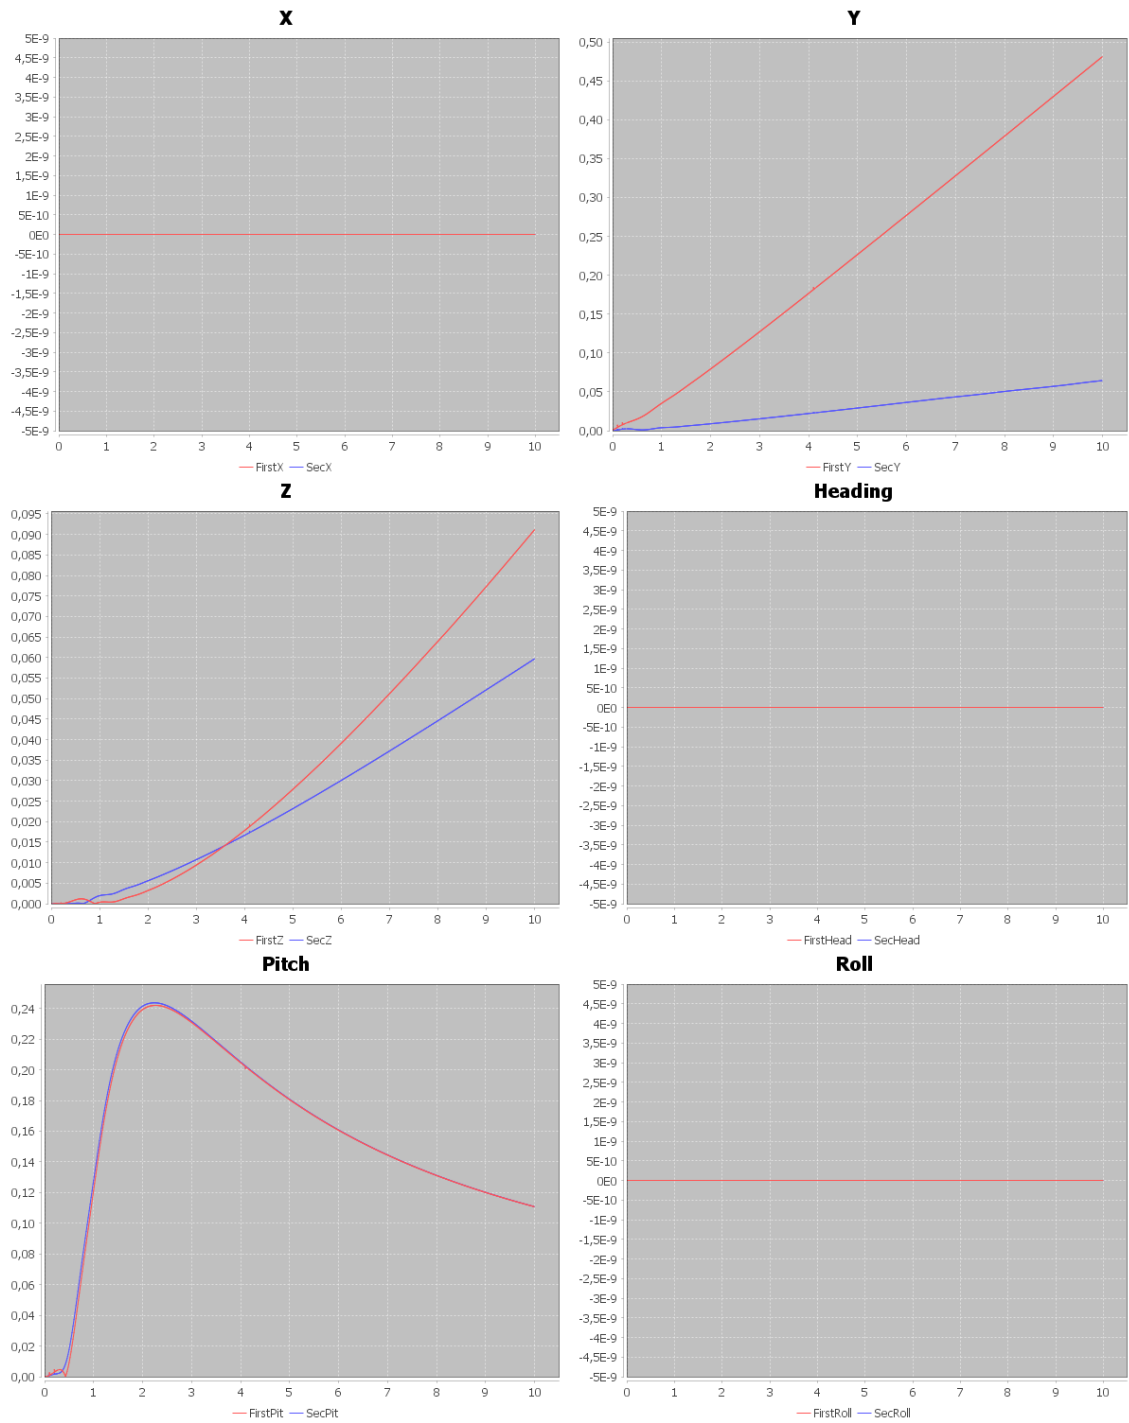 X
5E-9
4,5E-9
4E-9
3,5E-9
3E-9
2,5E-9
2E-9
1,5E-9
1E-9
5E-10
0E0
-5E-10
-1E-9
-1,5E-9
-2E-9
-2,5E-9
-3E-9
-3,5E-9
-4E-9
-4,5E-9
-5E-9
0 1 2 3 4 5 6 7 8 9 10
FirstX SecX
Y
0,50
0,45
0,40
0,35
0,30
0,25
0,20
0,15
0,10
0,05
0,00
0 1 2 3 4 5 6 7 8 9 10
FirstY SecY
Z
0,095
0,090
0,085
0,080
0,075
0,070
0,065
0,060
0,055
0,050
0,045
0,040
0,035
0,030
0,025
0,020
0,015
0,010
0,005
0,000
0 1 2 3 4 5 6 7 8 9 10
FirstZ SecZ
Heading
5E-9
4,5E-9
4E-9
3,5E-9
3E-9
2,5E-9
2E-9
1,5E-9
1E-9
5E-10
0E0
-5E-10
-1E-9
-1,5E-9
-2E-9
-2,5E-9
-3E-9
-3,5E-9
-4E-9
-4,5E-9
-5E-9
0 1 2 3 4 5 6 7 8 9 10
FirstHead SecHead
Pitch
0,24
0,22
0,20
0,18
0,16
0,14
0,12
0,10
0,08
0,06
0,04
0,02
0,00
0 1 2 3 4 5 6 7 8 9 10
FirstPit SecPit
Roll
5E-9
4,5E-9
4E-9
3,5E-9
3E-9
2,5E-9
2E-9
1,5E-9
1E-9
5E-10
0E0
-5E-10
-1E-9
-1,5E-9
-2E-9
-2,5E-9
-3E-9
-3,5E-9
-4E-9
-4,5E-9
-5E-9
0 1 2 3 4 5 6 7 8 9 10
FirstRoll SecRoll